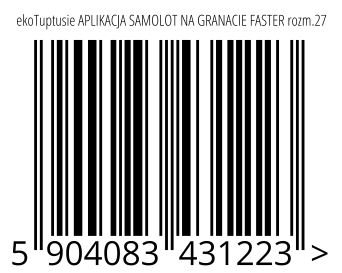 ekoTuptusie APLIKACJA SAMOLOT NA GRANACIE FASTER rozm.27
5 904083 431223 >